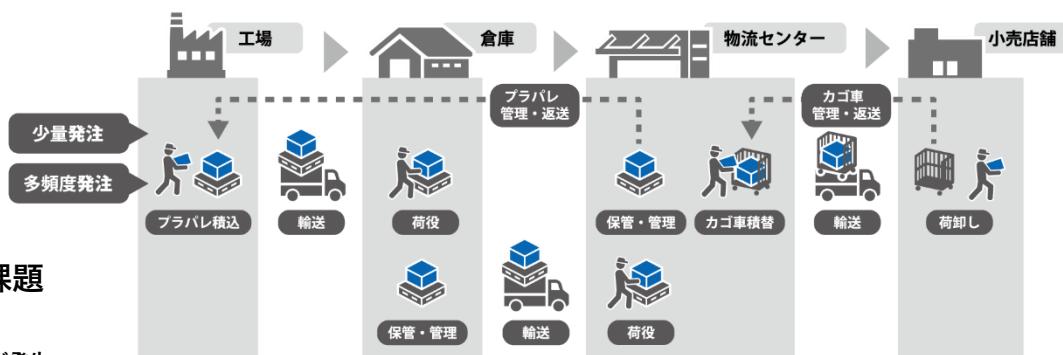 工場
倉庫
物流センター
小売店舗
プラパレ
管理・返送
カゴ車
管理・返送
少量発注
多頻度発注
プラパレ積込
輸送
荷役
保管・管理
カゴ車積替
輸送
荷卸し
課題
保管・管理
輸送
荷役